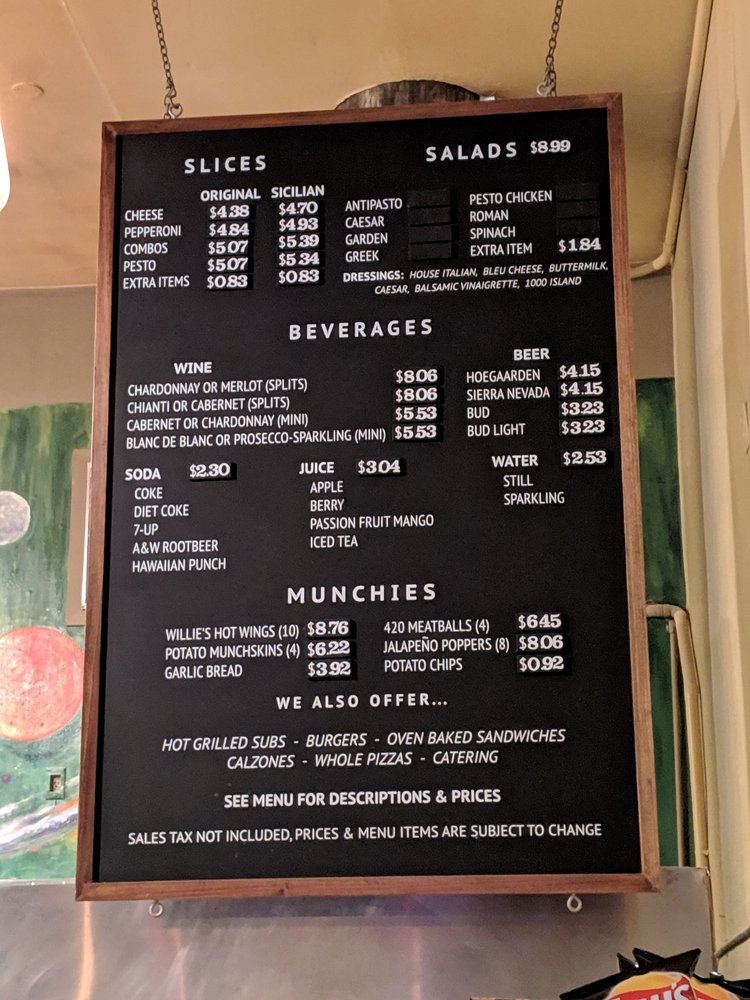 SLICES
ORIGINAL SICILIAN
CHEESE $4.38 $4.70
PEPPERONI $4.84 $4.93
COMBOS $5.07 $5.39
PESTO $5.07 $5.34
EXTRA ITEMS $0.83 $0.83
SALADS $8.99
ANTIPASTO
CAESAR
GARDEN
GREEK
PESTO CHICKEN
ROMAN
SPINACH
EXTRA ITEM $1.84
DRESSINGS: HOUSE ITALIAN, BLEU CHEESE, BUTTERMILK,
CAESAR, BALSAMIC VINAIGRETTE, 1000 ISLAND
BEVERAGES
WINE
CHARDONNAY OR MERLOT (SPLITS) $8.06
CHIANTI OR CABERNET (SPLITS) $8.06
CABERNET OR CHARDONNAY (MINI) $5.53
BLANC DE BLANC OR PROSECCO-SPARKLING (MINI) $5.53
BEER
HOEGAARDEN $4.15
SIERRA NEVADA $4.15
BUD $3.23
BUD LIGHT $3.23
SODA $2.30
COKE
DIET COKE
7-UP
A&W ROOTBEER
HAWAIIAN PUNCH
JUICE $3.04
APPLE
BERRY
PASSION FRUIT MANGO
ICED TEA
WATER $2.53
STILL
SPARKLING
MUNCHIES
WILLIE'S HOT WINGS (10) $8.76
POTATO MUNCHSKINS (4) $6.22
GARLIC BREAD $3.92
420 MEATBALLS (4) $6.45
JALAPEÑO POPPERS (8) $8.06
POTATO CHIPS $0.92
WE ALSO OFFER...
HOT GRILLED SUBS - BURGERS - OVEN BAKED SANDWICHES
CALZONES - WHOLE PIZZAS - CATERING
SEE MENU FOR DESCRIPTIONS & PRICES
SALES TAX NOT INCLUDED, PRICES & MENU ITEMS ARE SUBJECT TO CHANGE